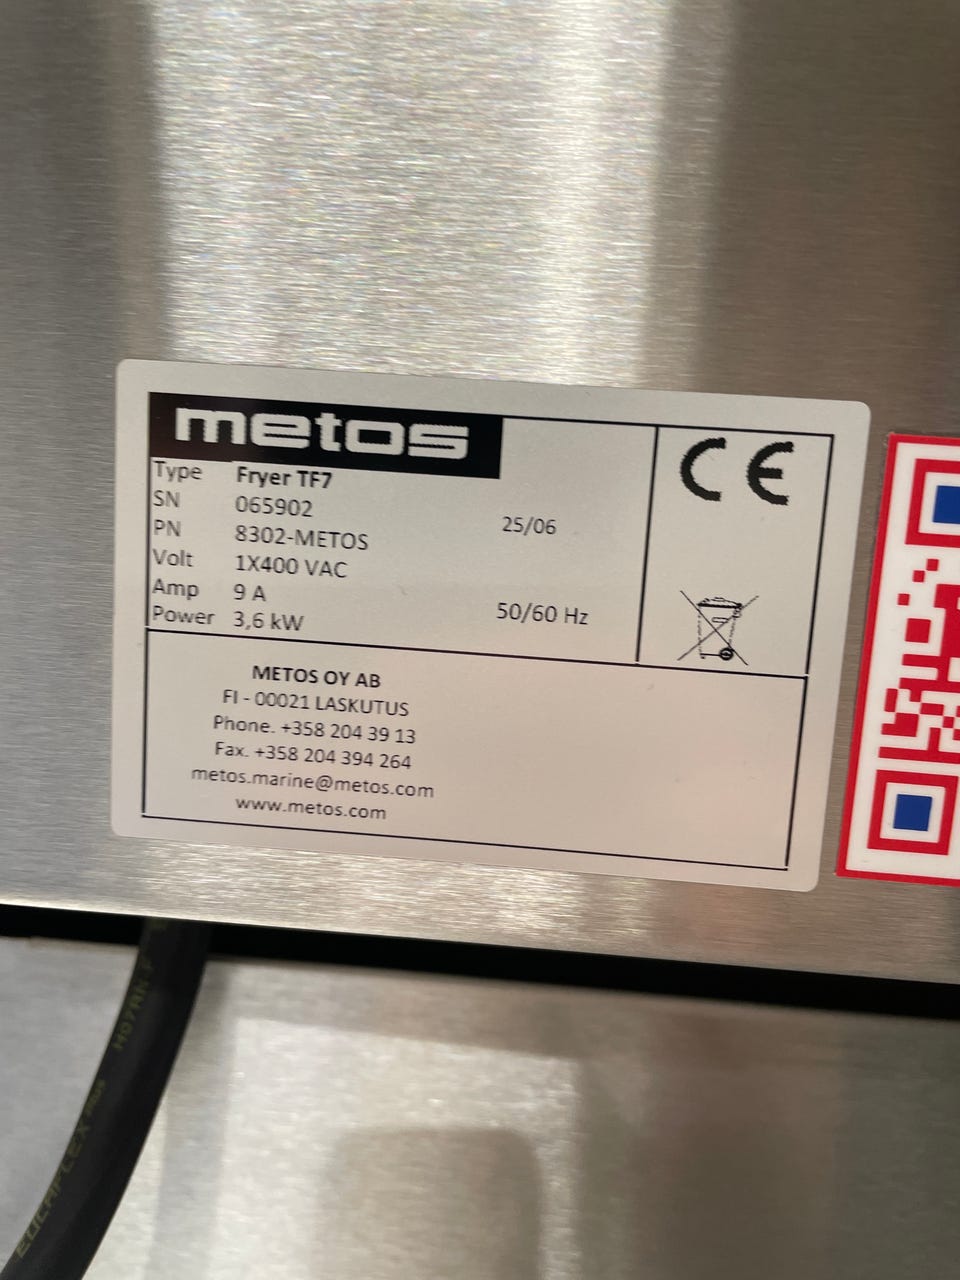 metos
Type Fryer TF7
SN 065902 25/06
PN 8302-METOS
Volt 1X400 VAC
Amp 9 A
Power 3,6 kW 50/60 Hz
CE
METOS OY AB
FI - 00021 LASKUTUS
Phone. +358 204 39 13
Fax. +358 204 394 264
metos.marine@metos.com
www.metos.com
H07RN-F
EUCAFLEX